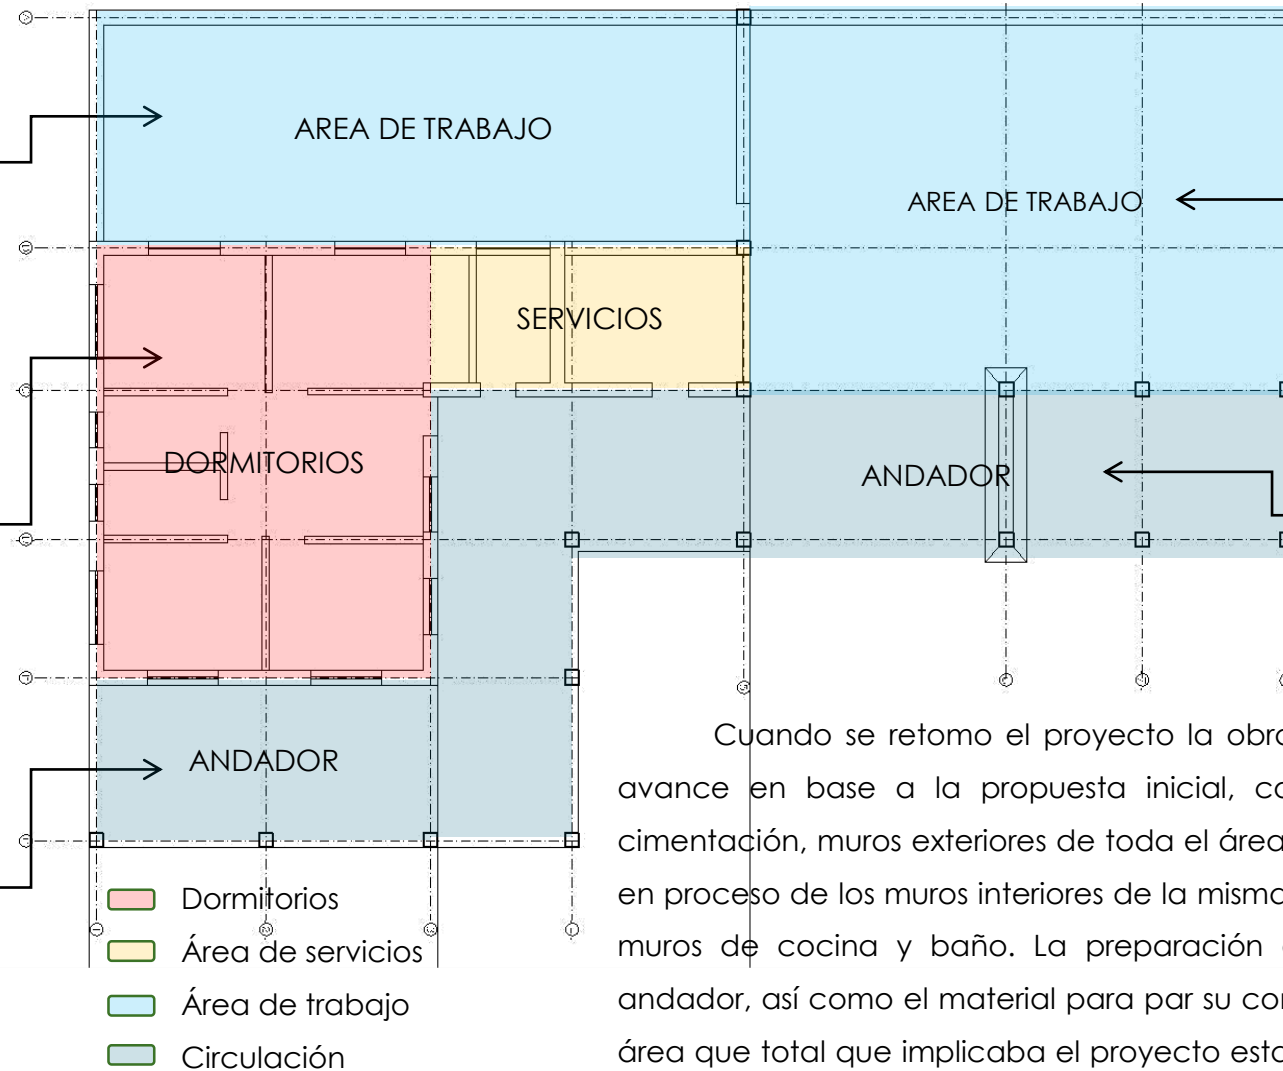 AREA DE TRABAJO
AREA DE TRABAJO
SERVICIOS
DORMITORIOS
ANDADOR
ANDADOR
Dormitorios
Área de servicios
Área de trabajo
Circulación
Cuando se retomo el proyecto la obra
avance en base a la propuesta inicial,
cimentación, muros exteriores de toda el área
en proceso de los muros interiores de la misma
muros de cocina y baño. La preparación
andador, así como el material para par su
área que total que implicaba el proyecto